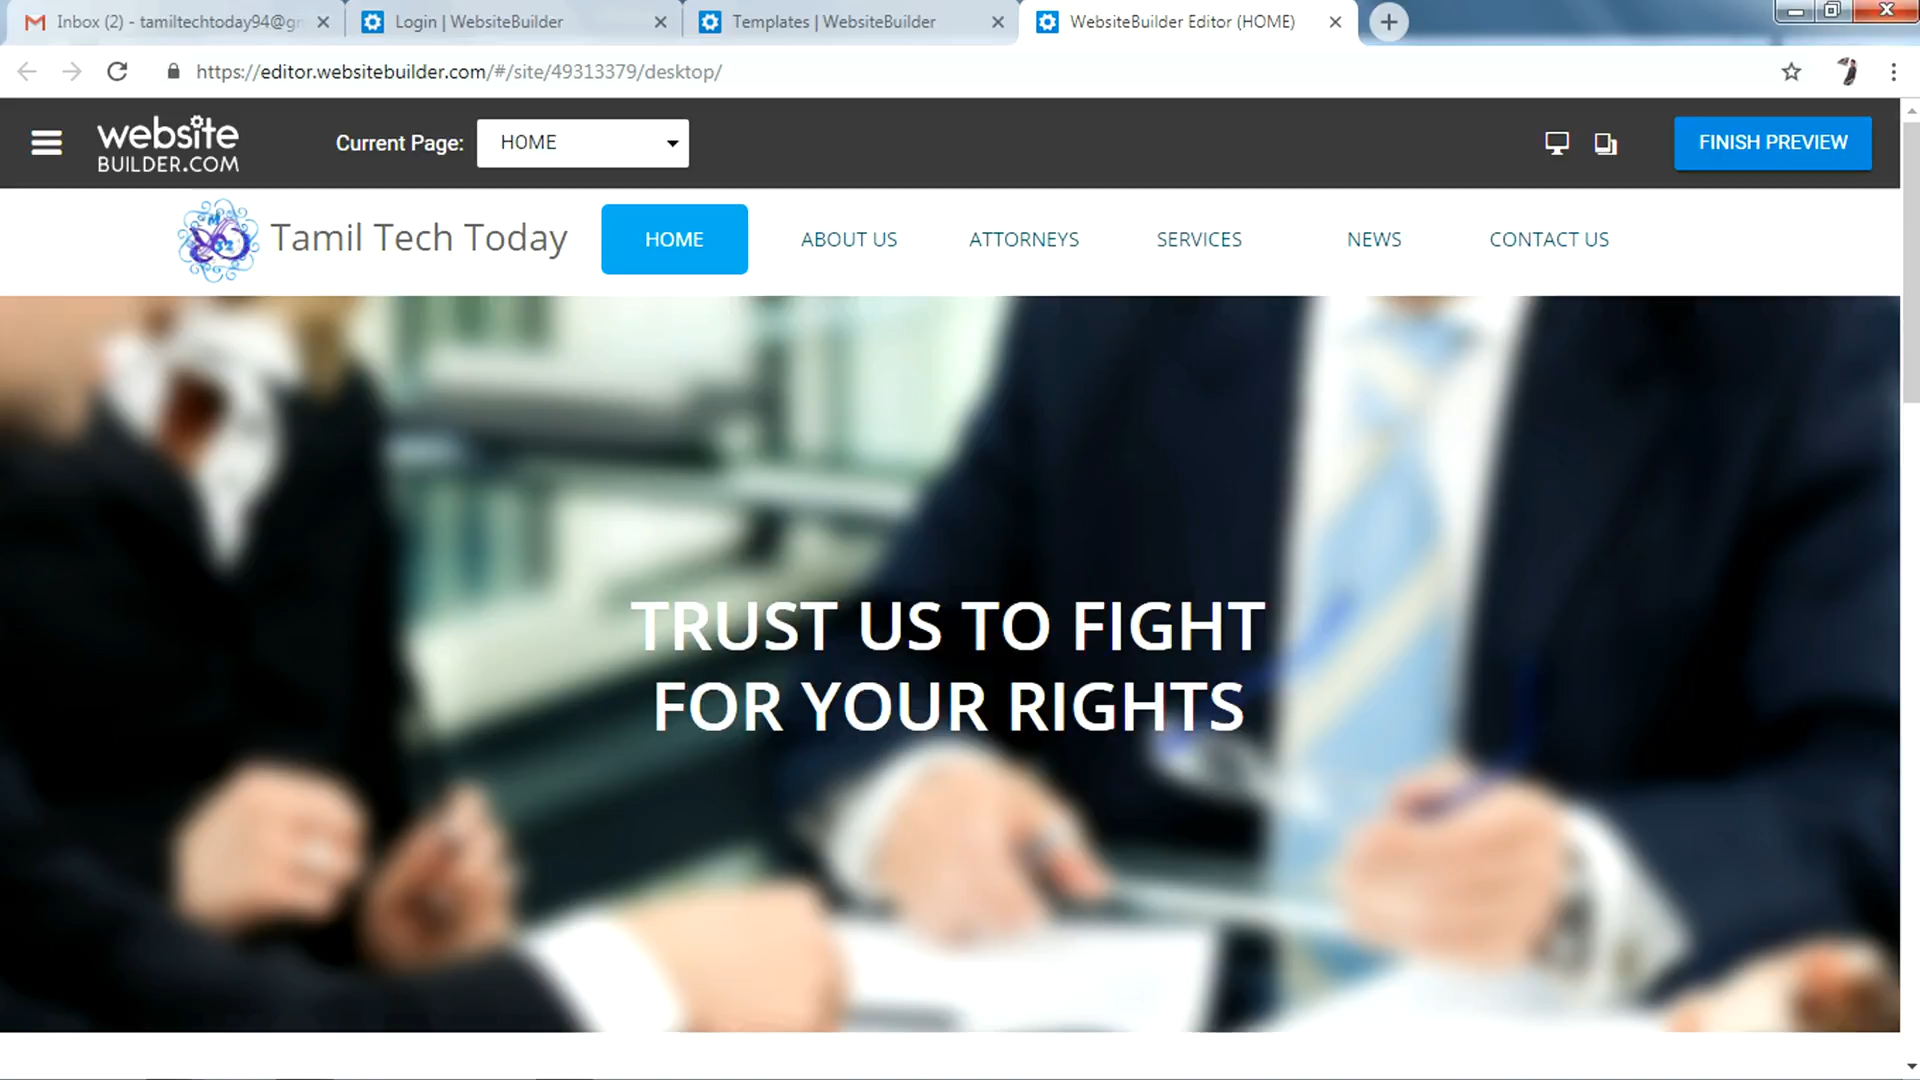 Inbox (2) - tamiltechtoday94@gr
Login | WebsiteBuilder
Templates | WebsiteBuilder
WebsiteBuilder Editor (HOME)
https://editor.websitebuilder.com/#/site/49313379/desktop/
website
BUILDER.COM
Current Page:
HOME
FINISH PREVIEW
Tamil Tech Today
HOME
ABOUT US
ATTORNEYS
SERVICES
NEWS
CONTACT US
TRUST US TO FIGHT
FOR YOUR RIGHTS